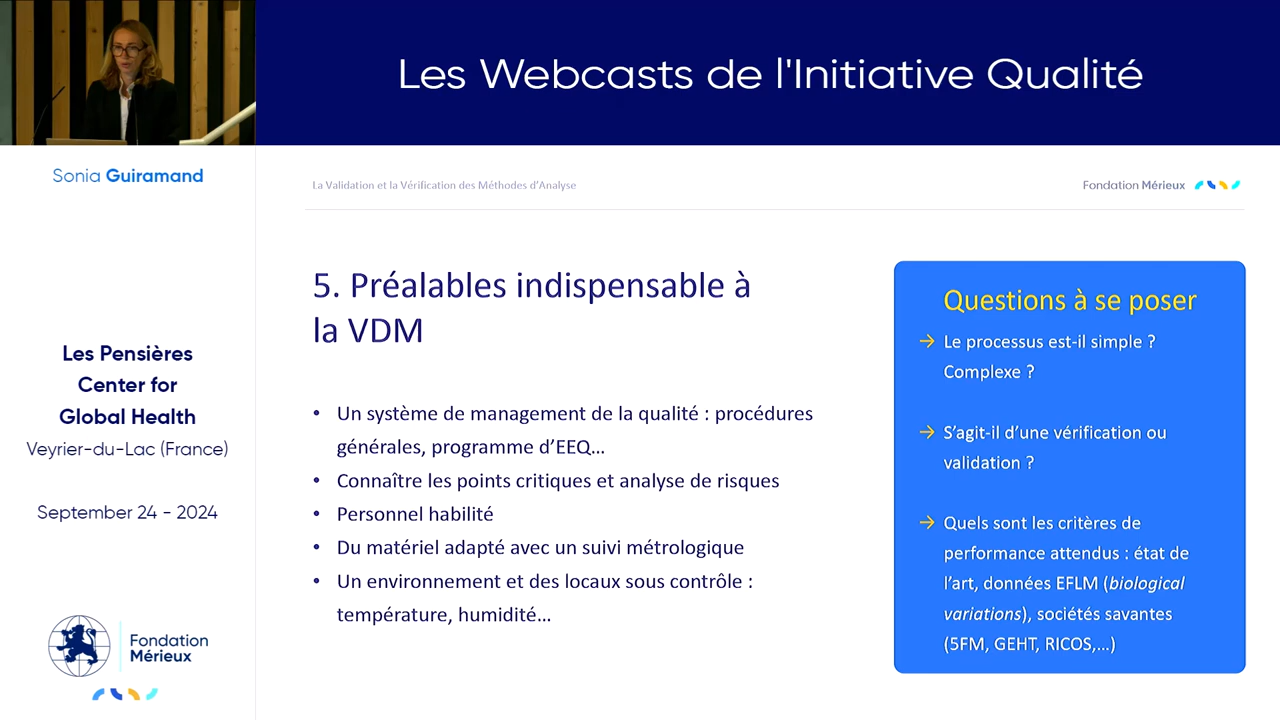 Les Webcasts de l'Initiative Qualité
Sonia Guiramand
Les Pensières
Center for
Global Health
Veyrier-du-Lac (France)
September 24 - 2024
Fondation
Mérieux
La Validation et la Vérification des Méthodes d’Analyse
Fondation Mérieux
5. Préalables indispensable à
la VDM
• Un système de management de la qualité : procédures
générales, programme d’EEQ…
• Connaître les points critiques et analyse de risques
• Personnel habilité
• Du matériel adapté avec un suivi métrologique
• Un environnement et des locaux sous contrôle :
température, humidité…
Questions à se poser
→ Le processus est-il simple ?
Complexe ?
→ S’agit-il d’une vérification ou
validation ?
→ Quels sont les critères de
performance attendus : état de
l’art, données EFLM (biological
variations), sociétés savantes
(5FM, GEHT, RICOS,…)